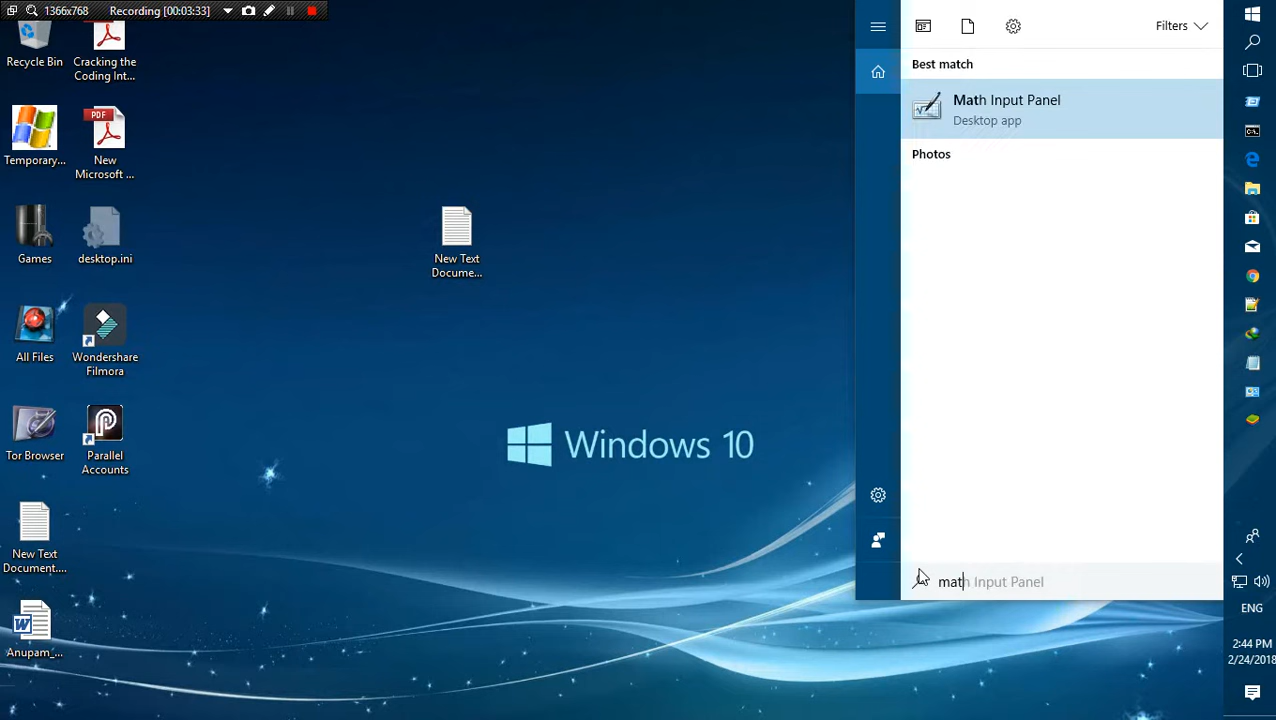 1366x768 Recording [00:03:33]
Recycle Bin
Cracking the
Coding Int...
Temporary...
New
Microsoft ...
Games
desktop.ini
All Files
Wondershare
Filmora
Tor Browser
Parallel
Accounts
New Text
Document....
Anupam_...
New Text
Docume...
Windows 10
Filters
Best match
Math Input Panel
Desktop app
Photos
math Input Panel
ENG
2:44 PM
2/24/2018